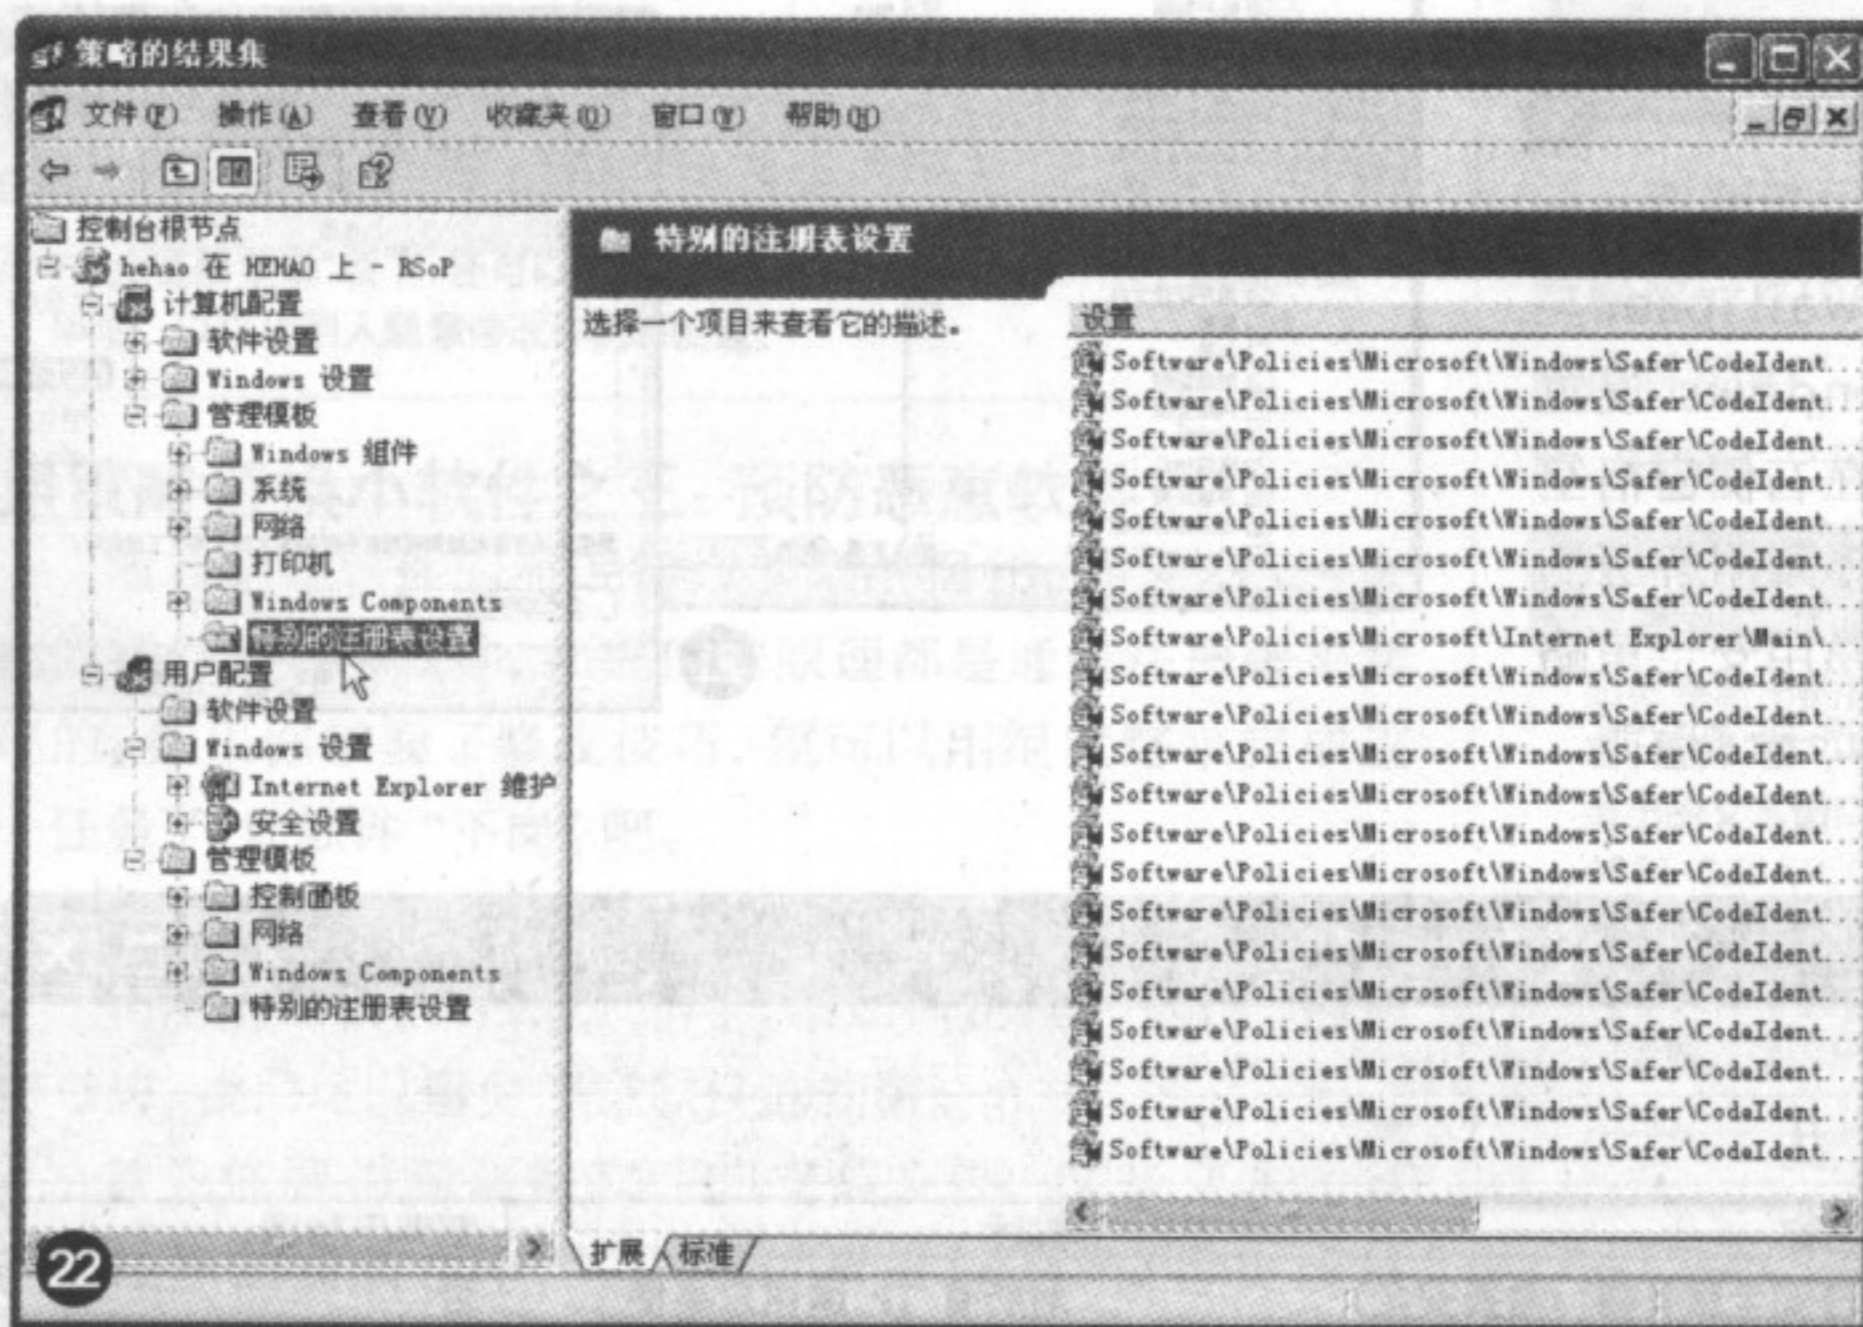 策略的结果集
文件(F) 操作(A) 查看(V) 收藏夹(O) 窗口(W) 帮助(H)
控制台根节点
hehao 在 HEHAO 上 - RSoP
计算机配置
软件设置
Windows 设置
管理模板
Windows 组件
系统
网络
打印机
Windows Components
特别的注册表设置
用户配置
软件设置
Windows 设置
Internet Explorer 维护
安全设置
管理模板
控制面板
网络
Windows Components
特别的注册表设置
特别的注册表设置
选择一个项目来查看它的描述。
设置
Software\Policies\Microsoft\Windows\Safer\CodeIdent...
Software\Policies\Microsoft\Windows\Safer\CodeIdent...
Software\Policies\Microsoft\Windows\Safer\CodeIdent...
Software\Policies\Microsoft\Windows\Safer\CodeIdent...
Software\Policies\Microsoft\Windows\Safer\CodeIdent...
Software\Policies\Microsoft\Windows\Safer\CodeIdent...
Software\Policies\Microsoft\Windows\Safer\CodeIdent...
Software\Policies\Microsoft\Internet Explorer\Main\...
Software\Policies\Microsoft\Windows\Safer\CodeIdent...
Software\Policies\Microsoft\Windows\Safer\CodeIdent...
Software\Policies\Microsoft\Windows\Safer\CodeIdent...
Software\Policies\Microsoft\Windows\Safer\CodeIdent...
Software\Policies\Microsoft\Windows\Safer\CodeIdent...
Software\Policies\Microsoft\Windows\Safer\CodeIdent...
Software\Policies\Microsoft\Windows\Safer\CodeIdent...
Software\Policies\Microsoft\Windows\Safer\CodeIdent...
Software\Policies\Microsoft\Windows\Safer\CodeIdent...
Software\Policies\Microsoft\Windows\Safer\CodeIdent...
Software\Policies\Microsoft\Windows\Safer\CodeIdent...
Software\Policies\Microsoft\Windows\Safer\CodeIdent...
Software\Policies\Microsoft\Windows\Safer\CodeIdent...
扩展 标准
22